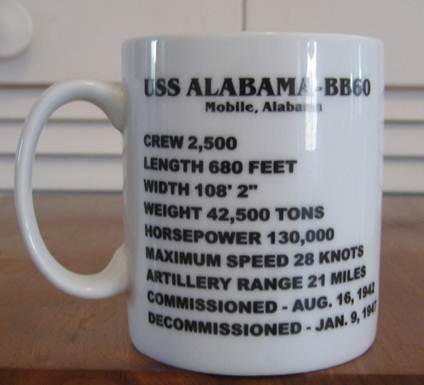 USS ALABAMA-BB60
Mobile, Alabama
CREW 2,500
LENGTH 680 FEET
WIDTH 108' 2"
WEIGHT 42,500 TONS
HORSEPOWER 130,000
MAXIMUM SPEED 28 KNOTS
ARTILLERY RANGE 21 MILES
COMMISSIONED - AUG. 16, 1942
DECOMMISSIONED - JAN. 9, 1947